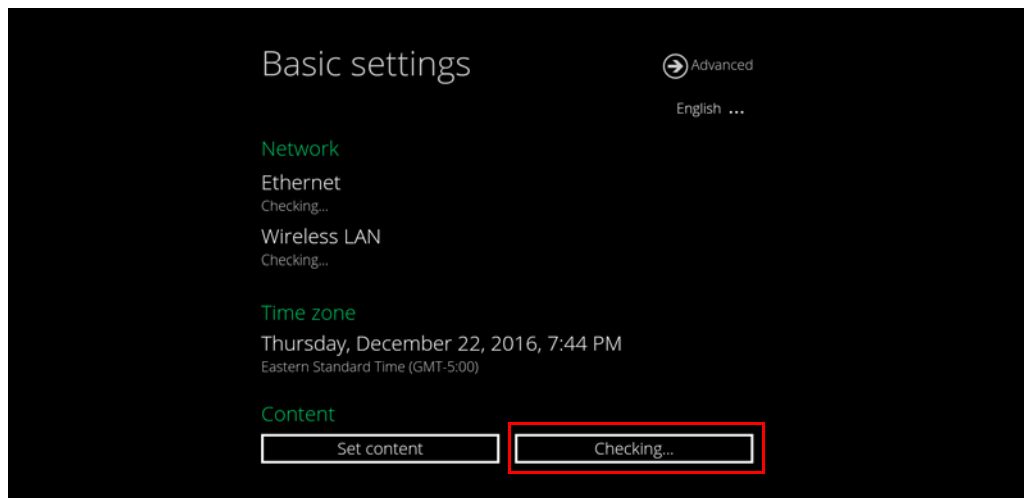 Basic settings
Advanced
English ...
Network
Ethernet
Checking...
Wireless LAN
Checking...
Time zone
Thursday, December 22, 2016, 7:44 PM
Eastern Standard Time (GMT-5:00)
Content
Set content
Checking...